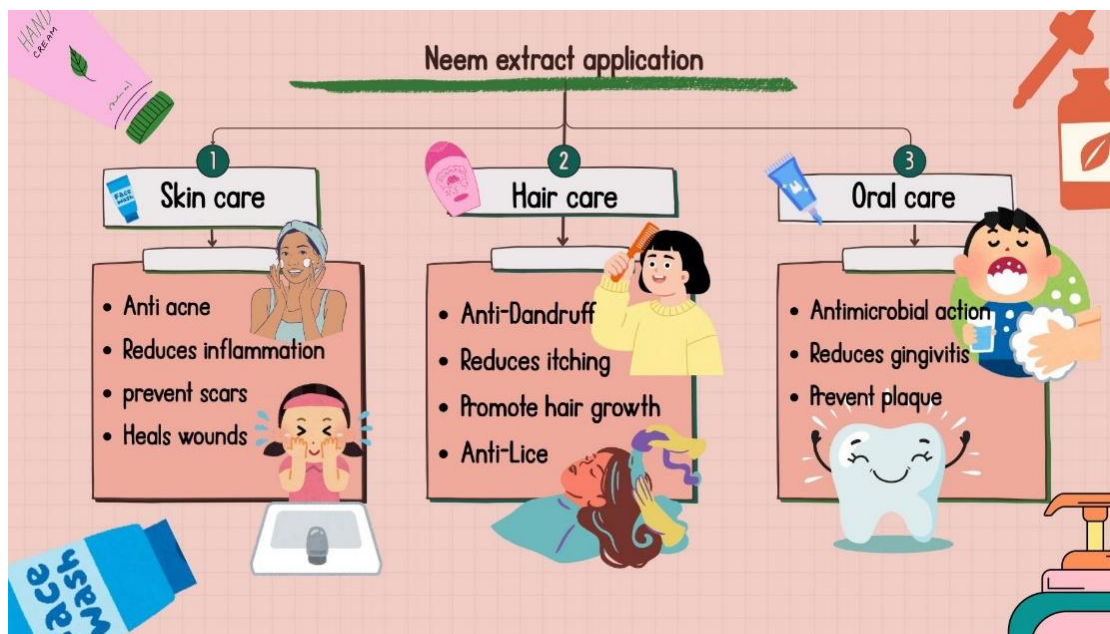 HAND
CREAM
Neem extract application
1
Skin care
FACE
WASH
• Anti acne
• Reduces inflammation
• prevent scars
• Heals wounds
2
Hair care
• Anti-Dandruff
• Reduces itching
• Promote hair growth
• Anti-Lice
3
Oral care
• Antimicrobial action
• Reduces gingivitis
• Prevent plaque
face
wash